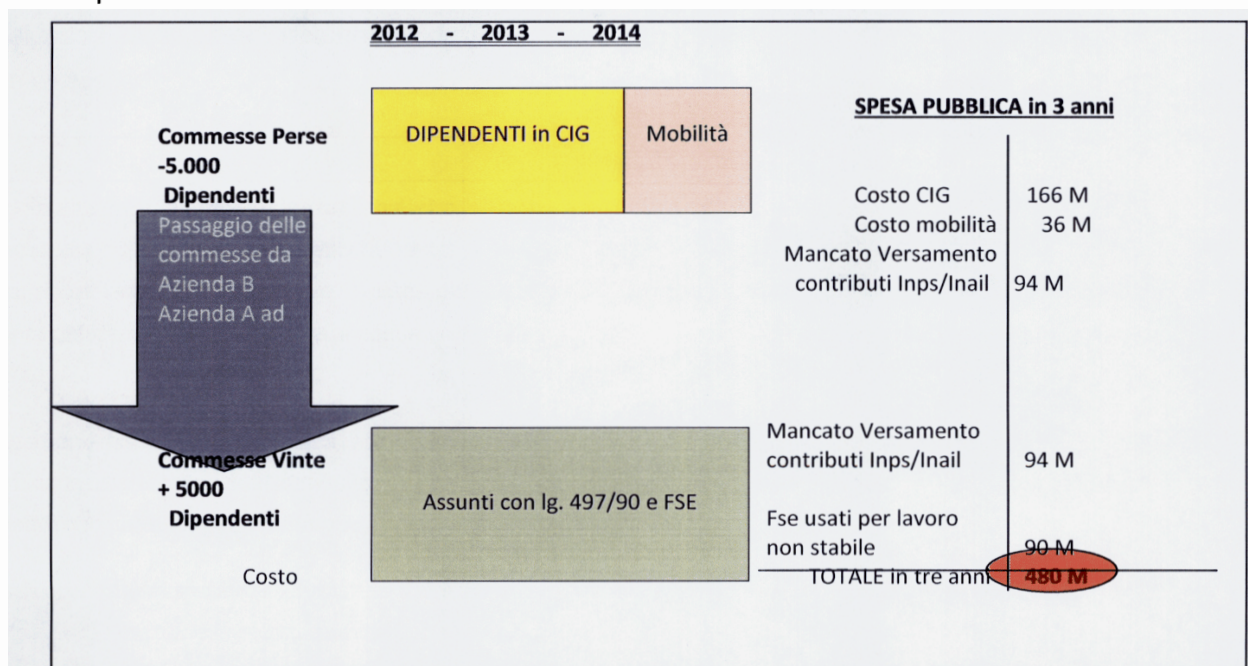 2012 - 2013 - 2014
Commesse Perse
-5.000
Dipendenti
Passaggio delle
commesse da
Azienda B
Azienda A ad
DIPENDENTI in CIG
Mobilità
SPESA PUBBLICA in 3 anni
Costo CIG 166 M
Costo mobilità 36 M
Mancato Versamento
contributi Inps/Inail 94 M
Commesse Vinte
+ 5000
Dipendenti
Costo
Assunti con lg. 497/90 e FSE
Mancato Versamento
contributi Inps/Inail 94 M
Fse usati per lavoro
non stabile 90 M
TOTALE in tre anni 480 M